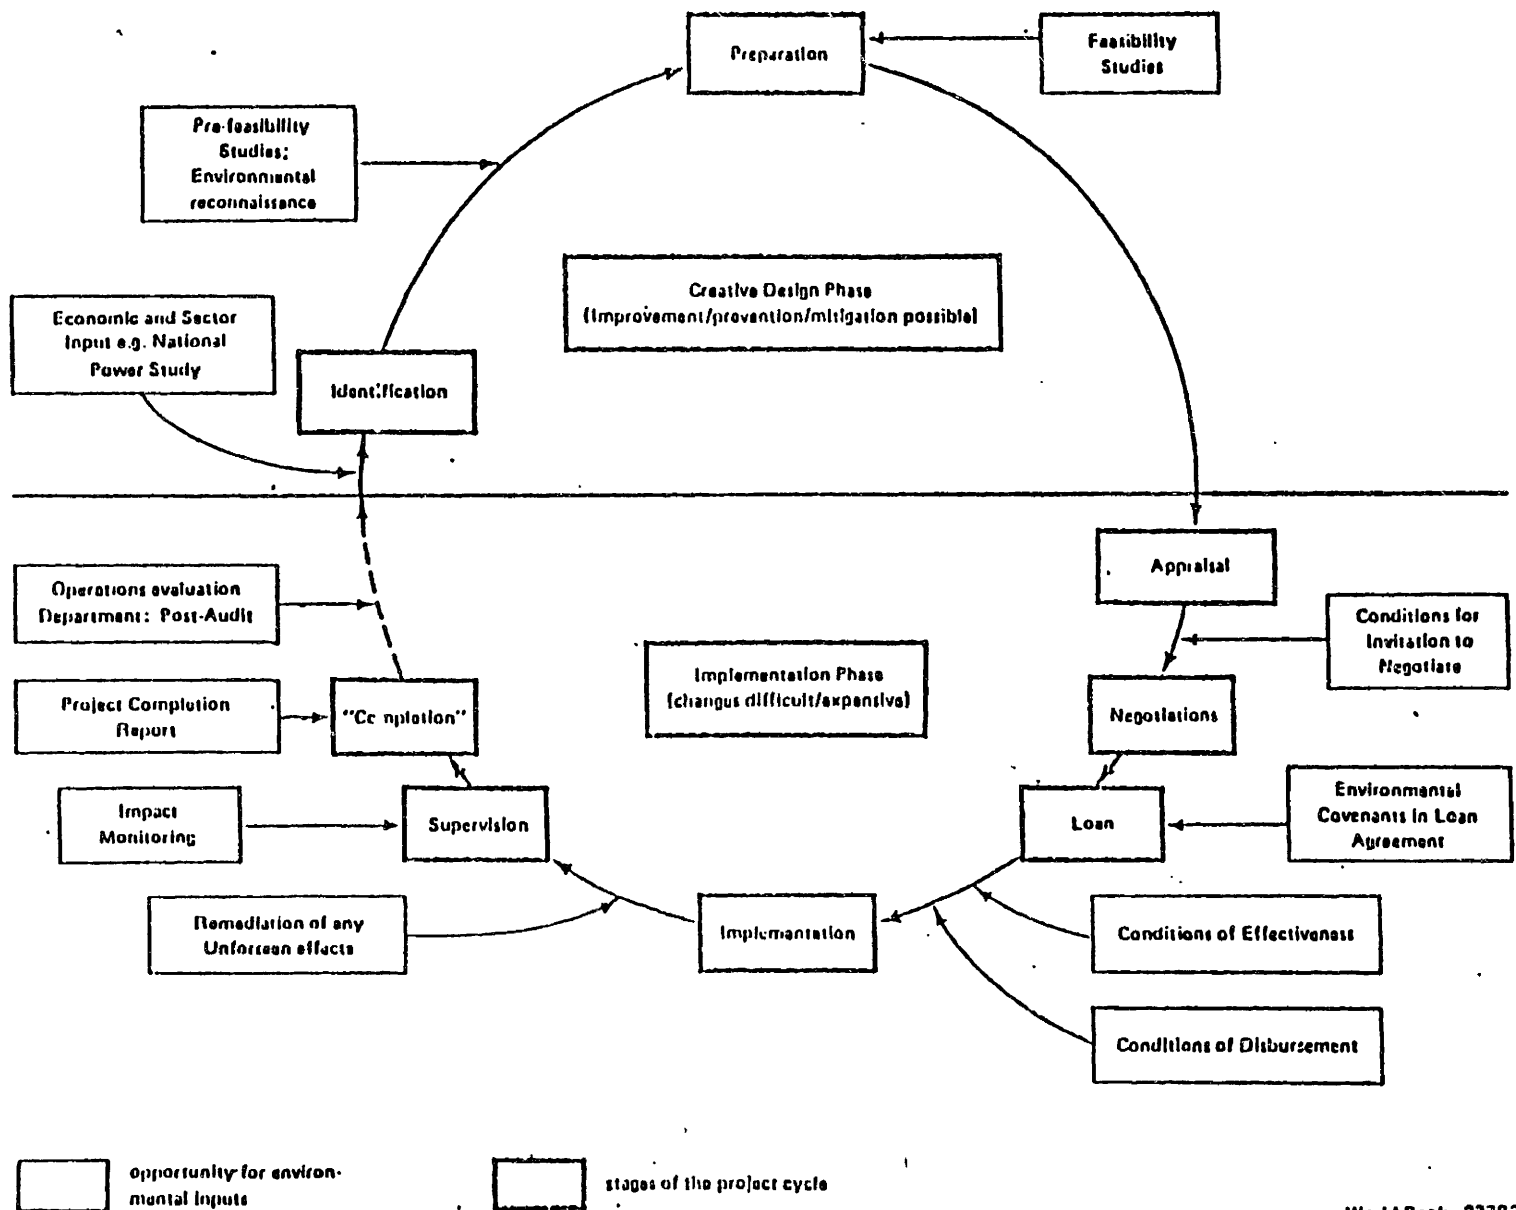 Preparation
Feasibility
Studies
Pre-feasibility
Studies;
Environmental
reconnaissance
Creative Design Phase
(Improvement/prevention/mitigation possible)
Economic and Sector
Input e.g. National
Power Study
Identification
Appraisal
Operations evaluation
Department: Post-Audit
Conditions for
Invitation to
Negotiate
Implementation Phase
(changes difficult/expensive)
Project Completion
Report
"Completion"
Negotiations
Impact
Monitoring
Supervision
Loan
Environmental
Covenants in Loan
Agreement
Remediation of any
Unforseen effects
Implementation
Conditions of Effectiveness
Conditions of Disbursement
opportunity for environ-
mental inputs
stages of the project cycle